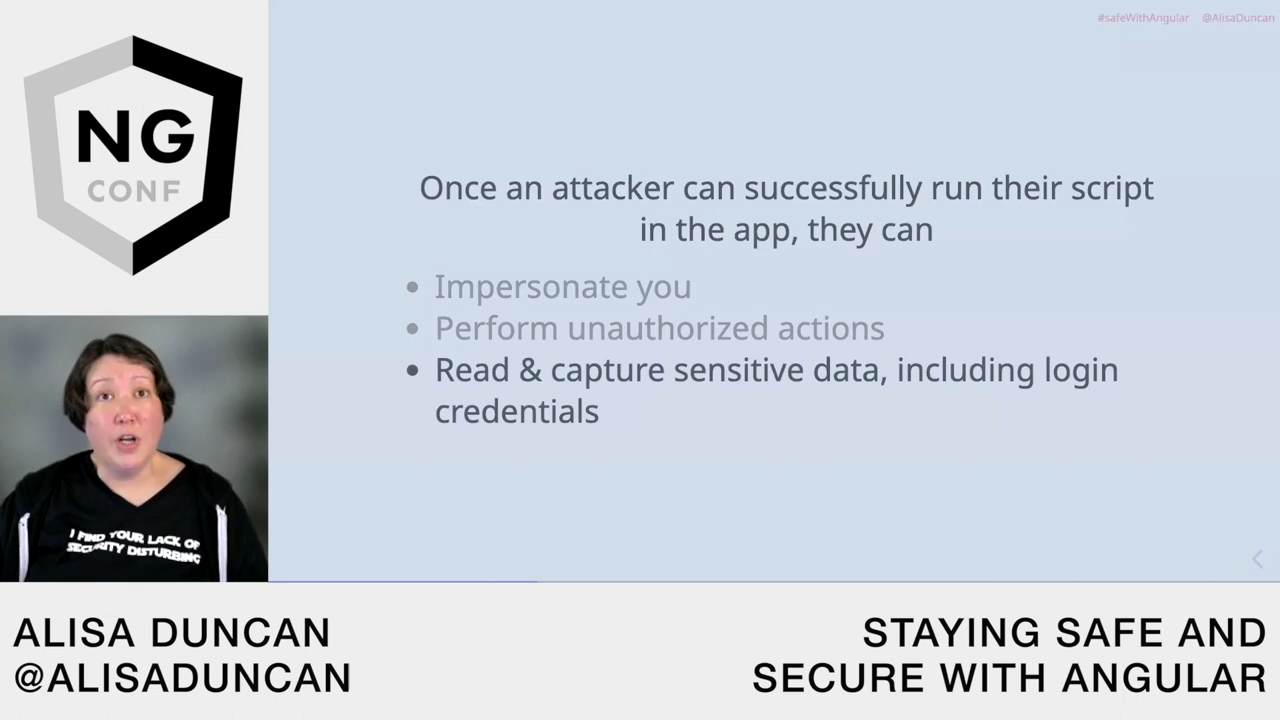 #safeWithAngular @AlisaDuncan
NG
CONF
Once an attacker can successfully run their script
in the app, they can
• Impersonate you
• Perform unauthorized actions
• Read & capture sensitive data, including login
credentials
I FIND YOUR LACK OF
SECURITY DISTURBING
ALISA DUNCAN
@ALISADUNCAN
STAYING SAFE AND
SECURE WITH ANGULAR